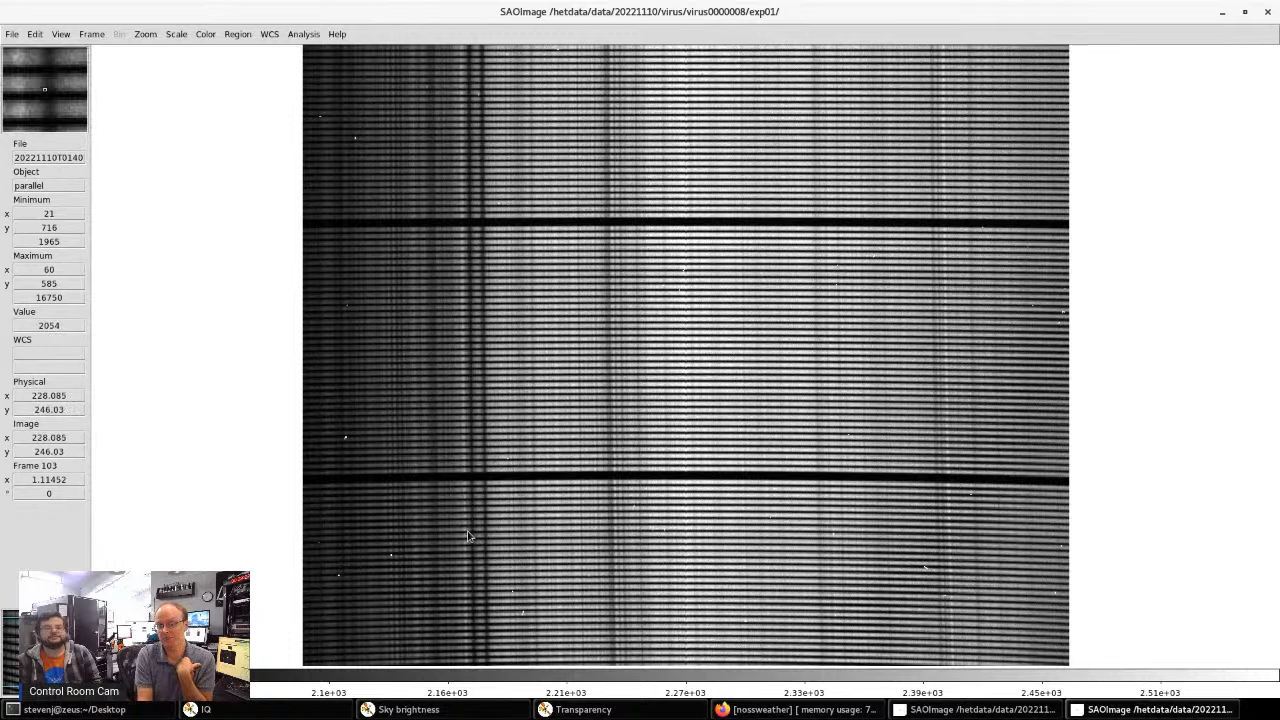 SAOImage /hetdata/data/20221110/virus/virus0000008/exp01/
File Edit View Frame Bin Zoom Scale Color Region WCS Analysis Help
File
20221110T0140
Object
parallel
Minimum
x 21
y 716
1965
Maximum
x 60
y 585
16750
Value
2054
WCS
Physical
x 228.085
y 246.03
Image
x 228.085
y 246.03
Frame 103
x 1.11452
° 0
Control Room Cam
2.1e+03 2.16e+03 2.21e+03 2.27e+03 2.33e+03 2.39e+03 2.45e+03 2.51e+03
stevenj@zeus:~/Desktop IQ Sky brightness Transparency [nossweather] [ memory usage: 7... SAOImage /hetdata/data/202211... SAOImage /hetdata/data/202211...